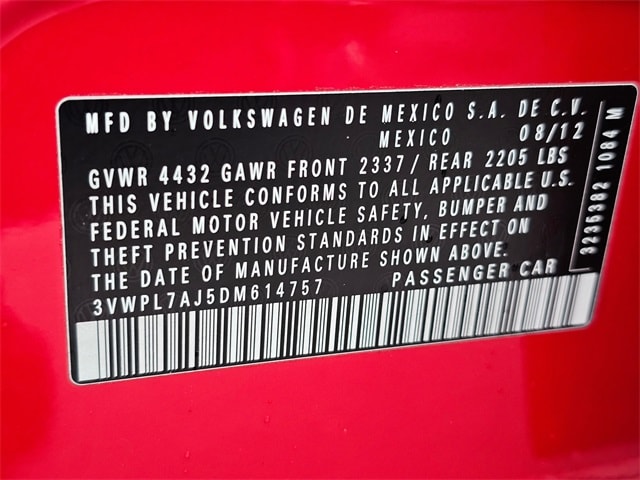 MFD BY VOLKSWAGEN DE MEXICO S.A. DE C.V.
MEXICO 08/12
GVWR 4432 GAWR FRONT 2337/ REAR 2205 LBS
THIS VEHICLE CONFORMS TO ALL APPLICABLE U.S.
FEDERAL MOTOR VEHICLE SAFETY, BUMPER AND
THEFT PREVENTION STANDARDS IN EFFECT ON
THE DATE OF MANUFACTURE SHOWN ABOVE.
3VWPL7AJ5DM614757 PASSENGER CAR
3236382 1084 M